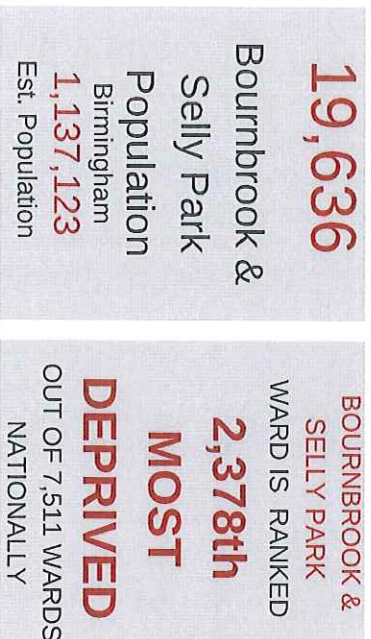 19,636
Bournbrook &
Selly Park
Population
Birmingham
1,137,123
Est. Population
BOURNBROOK &
SELLY PARK
WARD IS RANKED
2,378th
MOST
DEPRIVED
OUT OF 7,511 WARDS
NATIONALLY